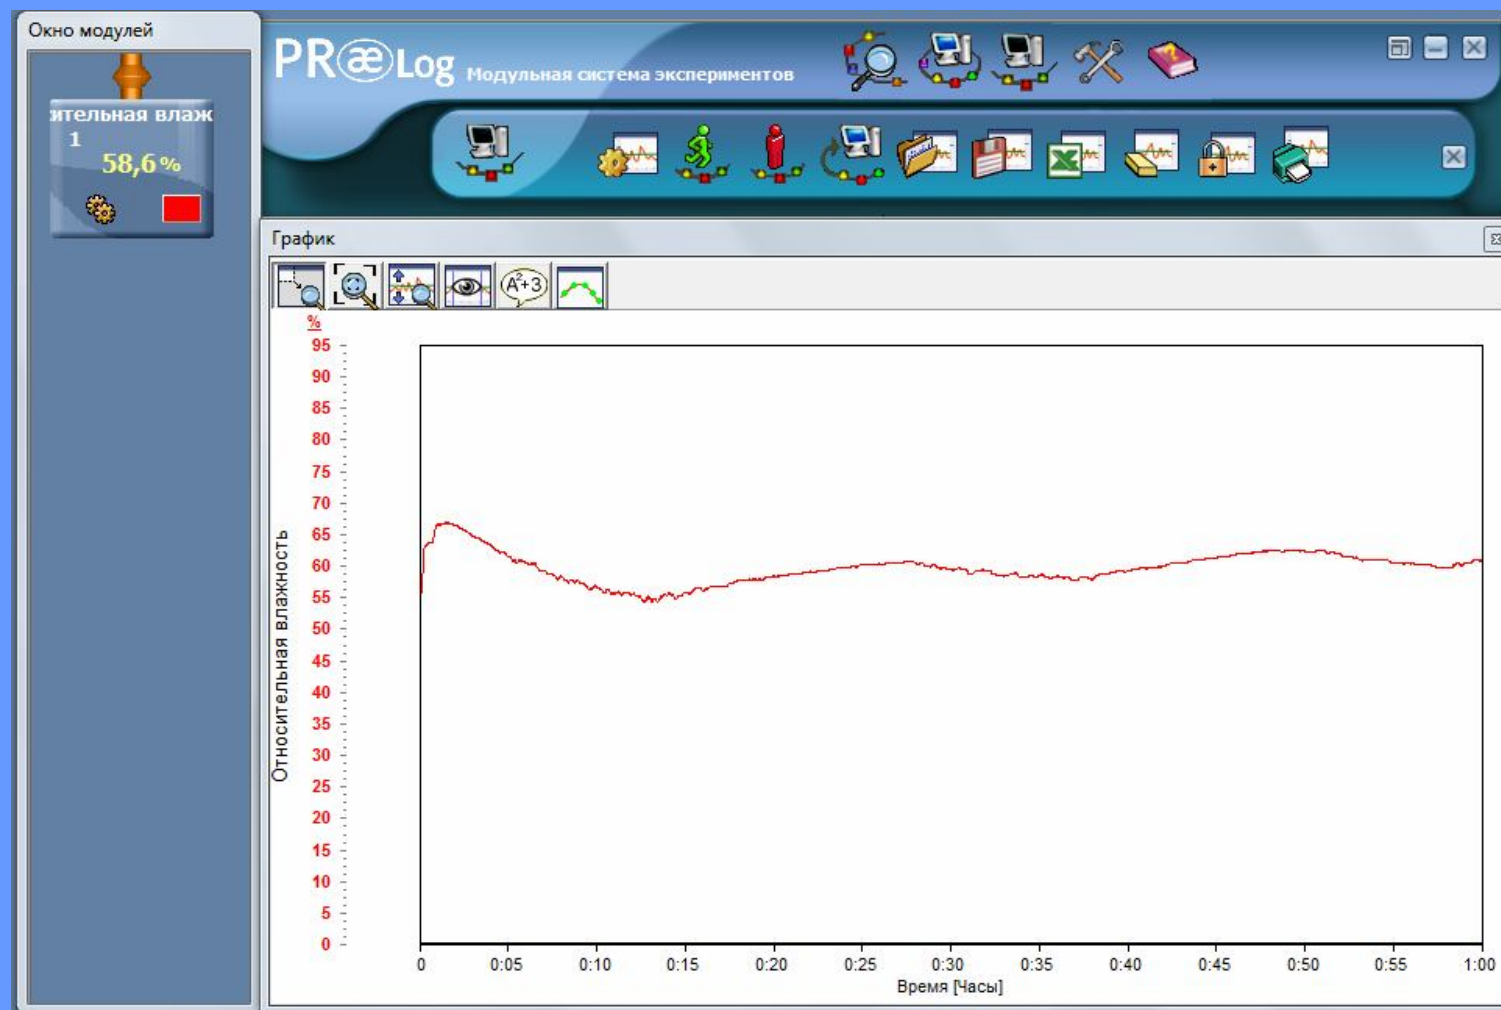 Окно модулей
ительная влаж
1
58,6%
PRæLog Модульная система экспериментов
График
A²+3
%
95
90
85
80
75
70
65
60
55
50
45
40
35
30
25
20
15
10
5
0
Относительная влажность
0 0:05 0:10 0:15 0:20 0:25 0:30 0:35 0:40 0:45 0:50 0:55 1:00
Время [Часы]